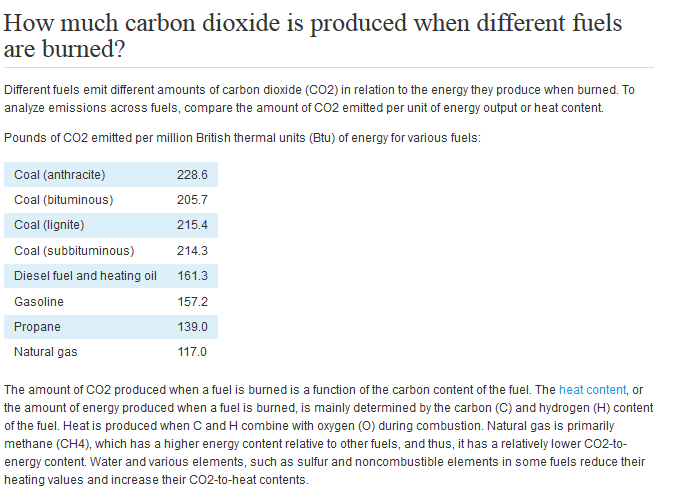 How much carbon dioxide is produced when different fuels
are burned?
Different fuels emit different amounts of carbon dioxide (CO2) in relation to the energy they produce when burned. To
analyze emissions across fuels, compare the amount of CO2 emitted per unit of energy output or heat content.
Pounds of CO2 emitted per million British thermal units (Btu) of energy for various fuels:
Coal (anthracite) 228.6
Coal (bituminous) 205.7
Coal (lignite) 215.4
Coal (subbituminous) 214.3
Diesel fuel and heating oil 161.3
Gasoline 157.2
Propane 139.0
Natural gas 117.0
The amount of CO2 produced when a fuel is burned is a function of the carbon content of the fuel. The heat content, or
the amount of energy produced when a fuel is burned, is mainly determined by the carbon (C) and hydrogen (H) content
of the fuel. Heat is produced when C and H combine with oxygen (O) during combustion. Natural gas is primarily
methane (CH4), which has a higher energy content relative to other fuels, and thus, it has a relatively lower CO2-to-
energy content. Water and various elements, such as sulfur and noncombustible elements in some fuels reduce their
heating values and increase their CO2-to-heat contents.